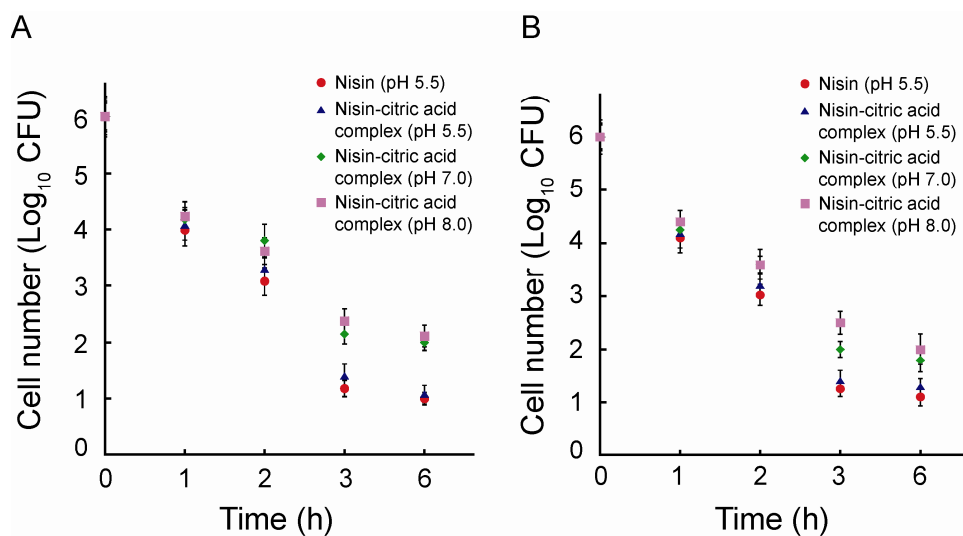 A
Cell number (Log10 CFU)
6
5
4
3
2
1
0
Nisin (pH 5.5)
Nisin-citric acid
complex (pH 5.5)
Nisin-citric acid
complex (pH 7.0)
Nisin-citric acid
complex (pH 8.0)
0 1 2 3 6
Time (h)
B
Cell number (Log10 CFU)
6
5
4
3
2
1
0
Nisin (pH 5.5)
Nisin-citric acid
complex (pH 5.5)
Nisin-citric acid
complex (pH 7.0)
Nisin-citric acid
complex (pH 8.0)
0 1 2 3 6
Time (h)